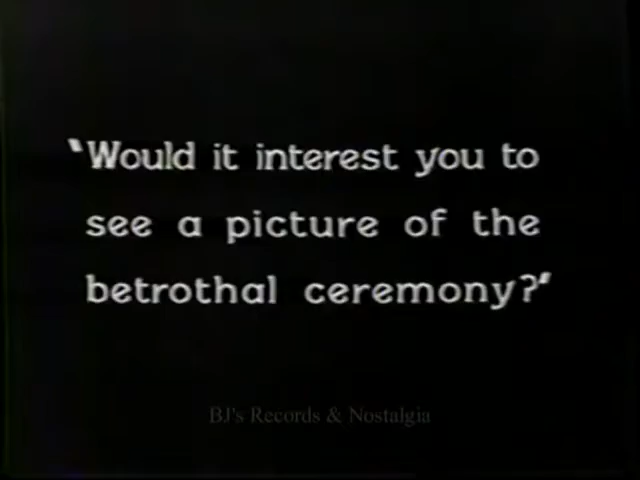 "Would it interest you to
see a picture of the
betrothal ceremony?"
BJ's Records & Nostalgia